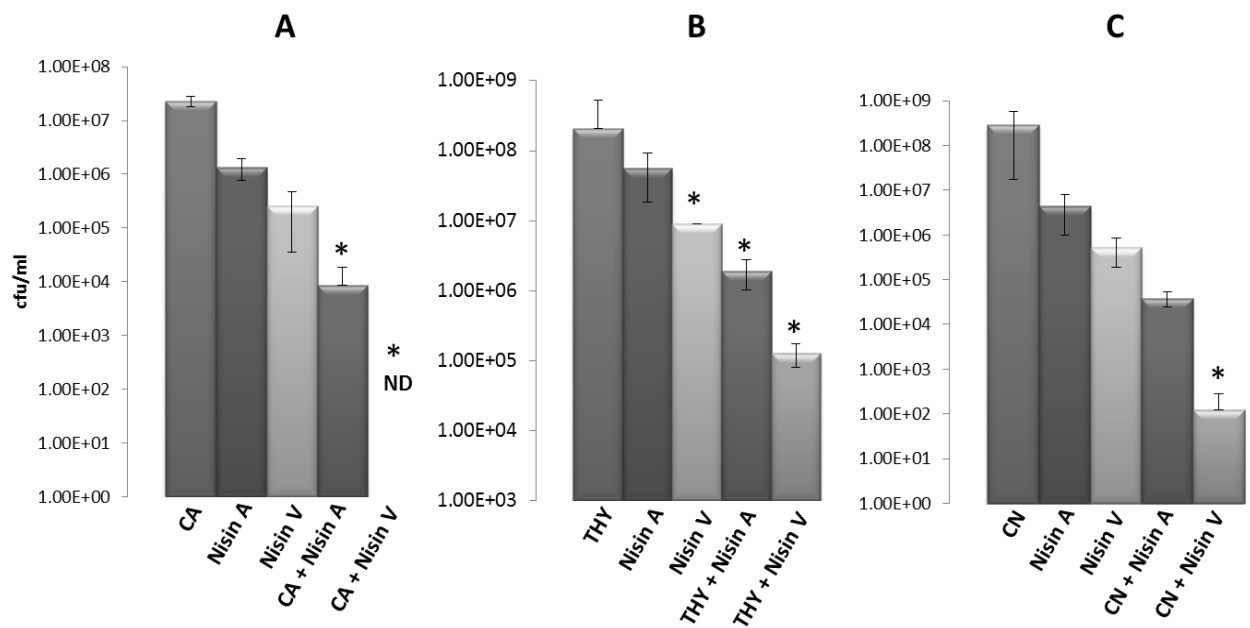 A
B
C
cfu/ml
1.00E+08
1.00E+07
1.00E+06
1.00E+05
1.00E+04
1.00E+03
1.00E+02
1.00E+01
1.00E+00
*
*
ND
CA
Nisin A
Nisin V
CA + Nisin A
CA + Nisin V
1.00E+09
1.00E+08
1.00E+07
1.00E+06
1.00E+05
1.00E+04
1.00E+03
*
*
*
THY
Nisin A
Nisin V
THY + Nisin A
THY + Nisin V
1.00E+09
1.00E+08
1.00E+07
1.00E+06
1.00E+05
1.00E+04
1.00E+03
1.00E+02
1.00E+01
1.00E+00
*
CN
Nisin A
Nisin V
CN + Nisin A
CN + Nisin V